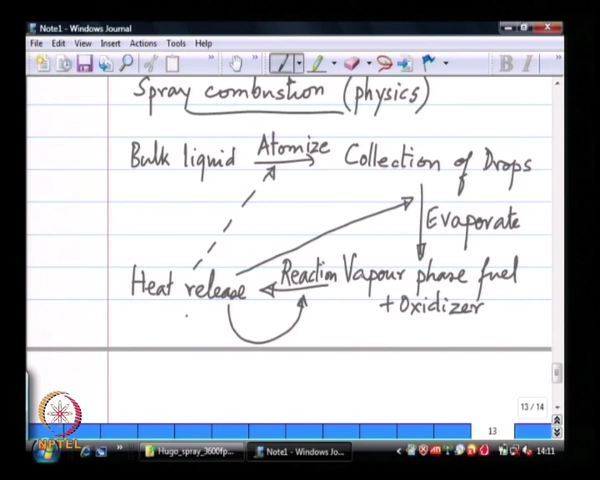 Note1 - Windows Journal
File Edit View Insert Actions Tools Help
B I
Spray combustion (physics)
Bulk liquid Atomize Collection of Drops
Evaporate
Heat release Reaction Vapour phase fuel
+ Oxidizer
13 / 14
13
NPTEL
Hugo_spray_3600fp...
Note1 - Windows Jo...
14:11